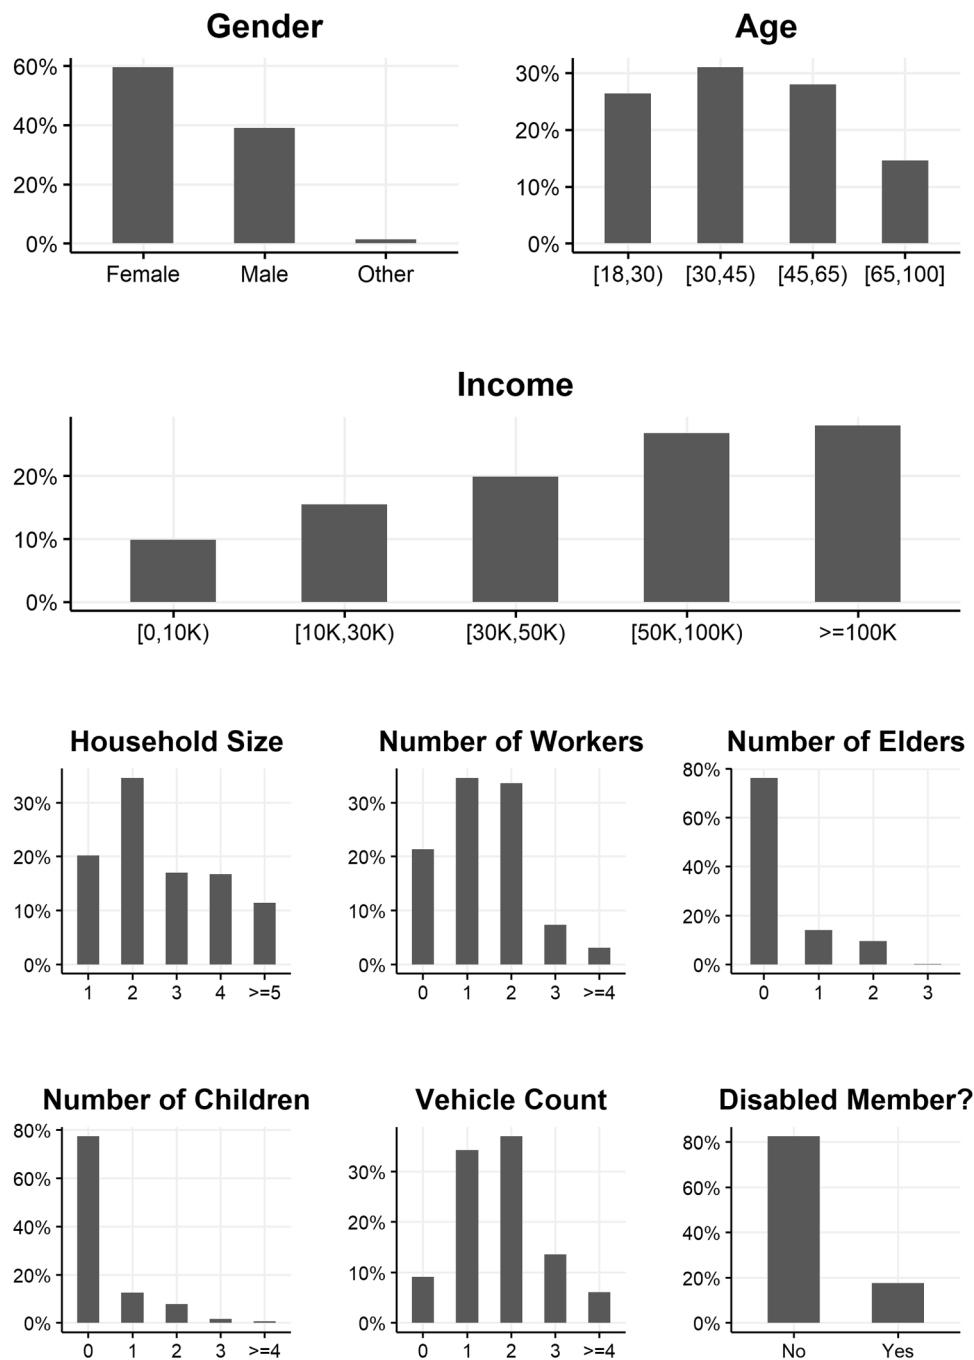 Gender
Age
60%
40%
20%
0%
Female Male Other
30%
20%
10%
0%
[18,30) [30,45) [45,65) [65,100]
Income
20%
10%
0%
[0,10K) [10K,30K) [30K,50K) [50K,100K) >=100K
Household Size
30%
20%
10%
0%
1 2 3 4 >=5
Number of Workers
30%
20%
10%
0%
0 1 2 3 >=4
Number of Elders
80%
60%
40%
20%
0%
0 1 2 3
Number of Children
80%
60%
40%
20%
0%
0 1 2 3 >=4
Vehicle Count
30%
20%
10%
0%
0 1 2 3 >=4
Disabled Member?
80%
60%
40%
20%
0%
No Yes